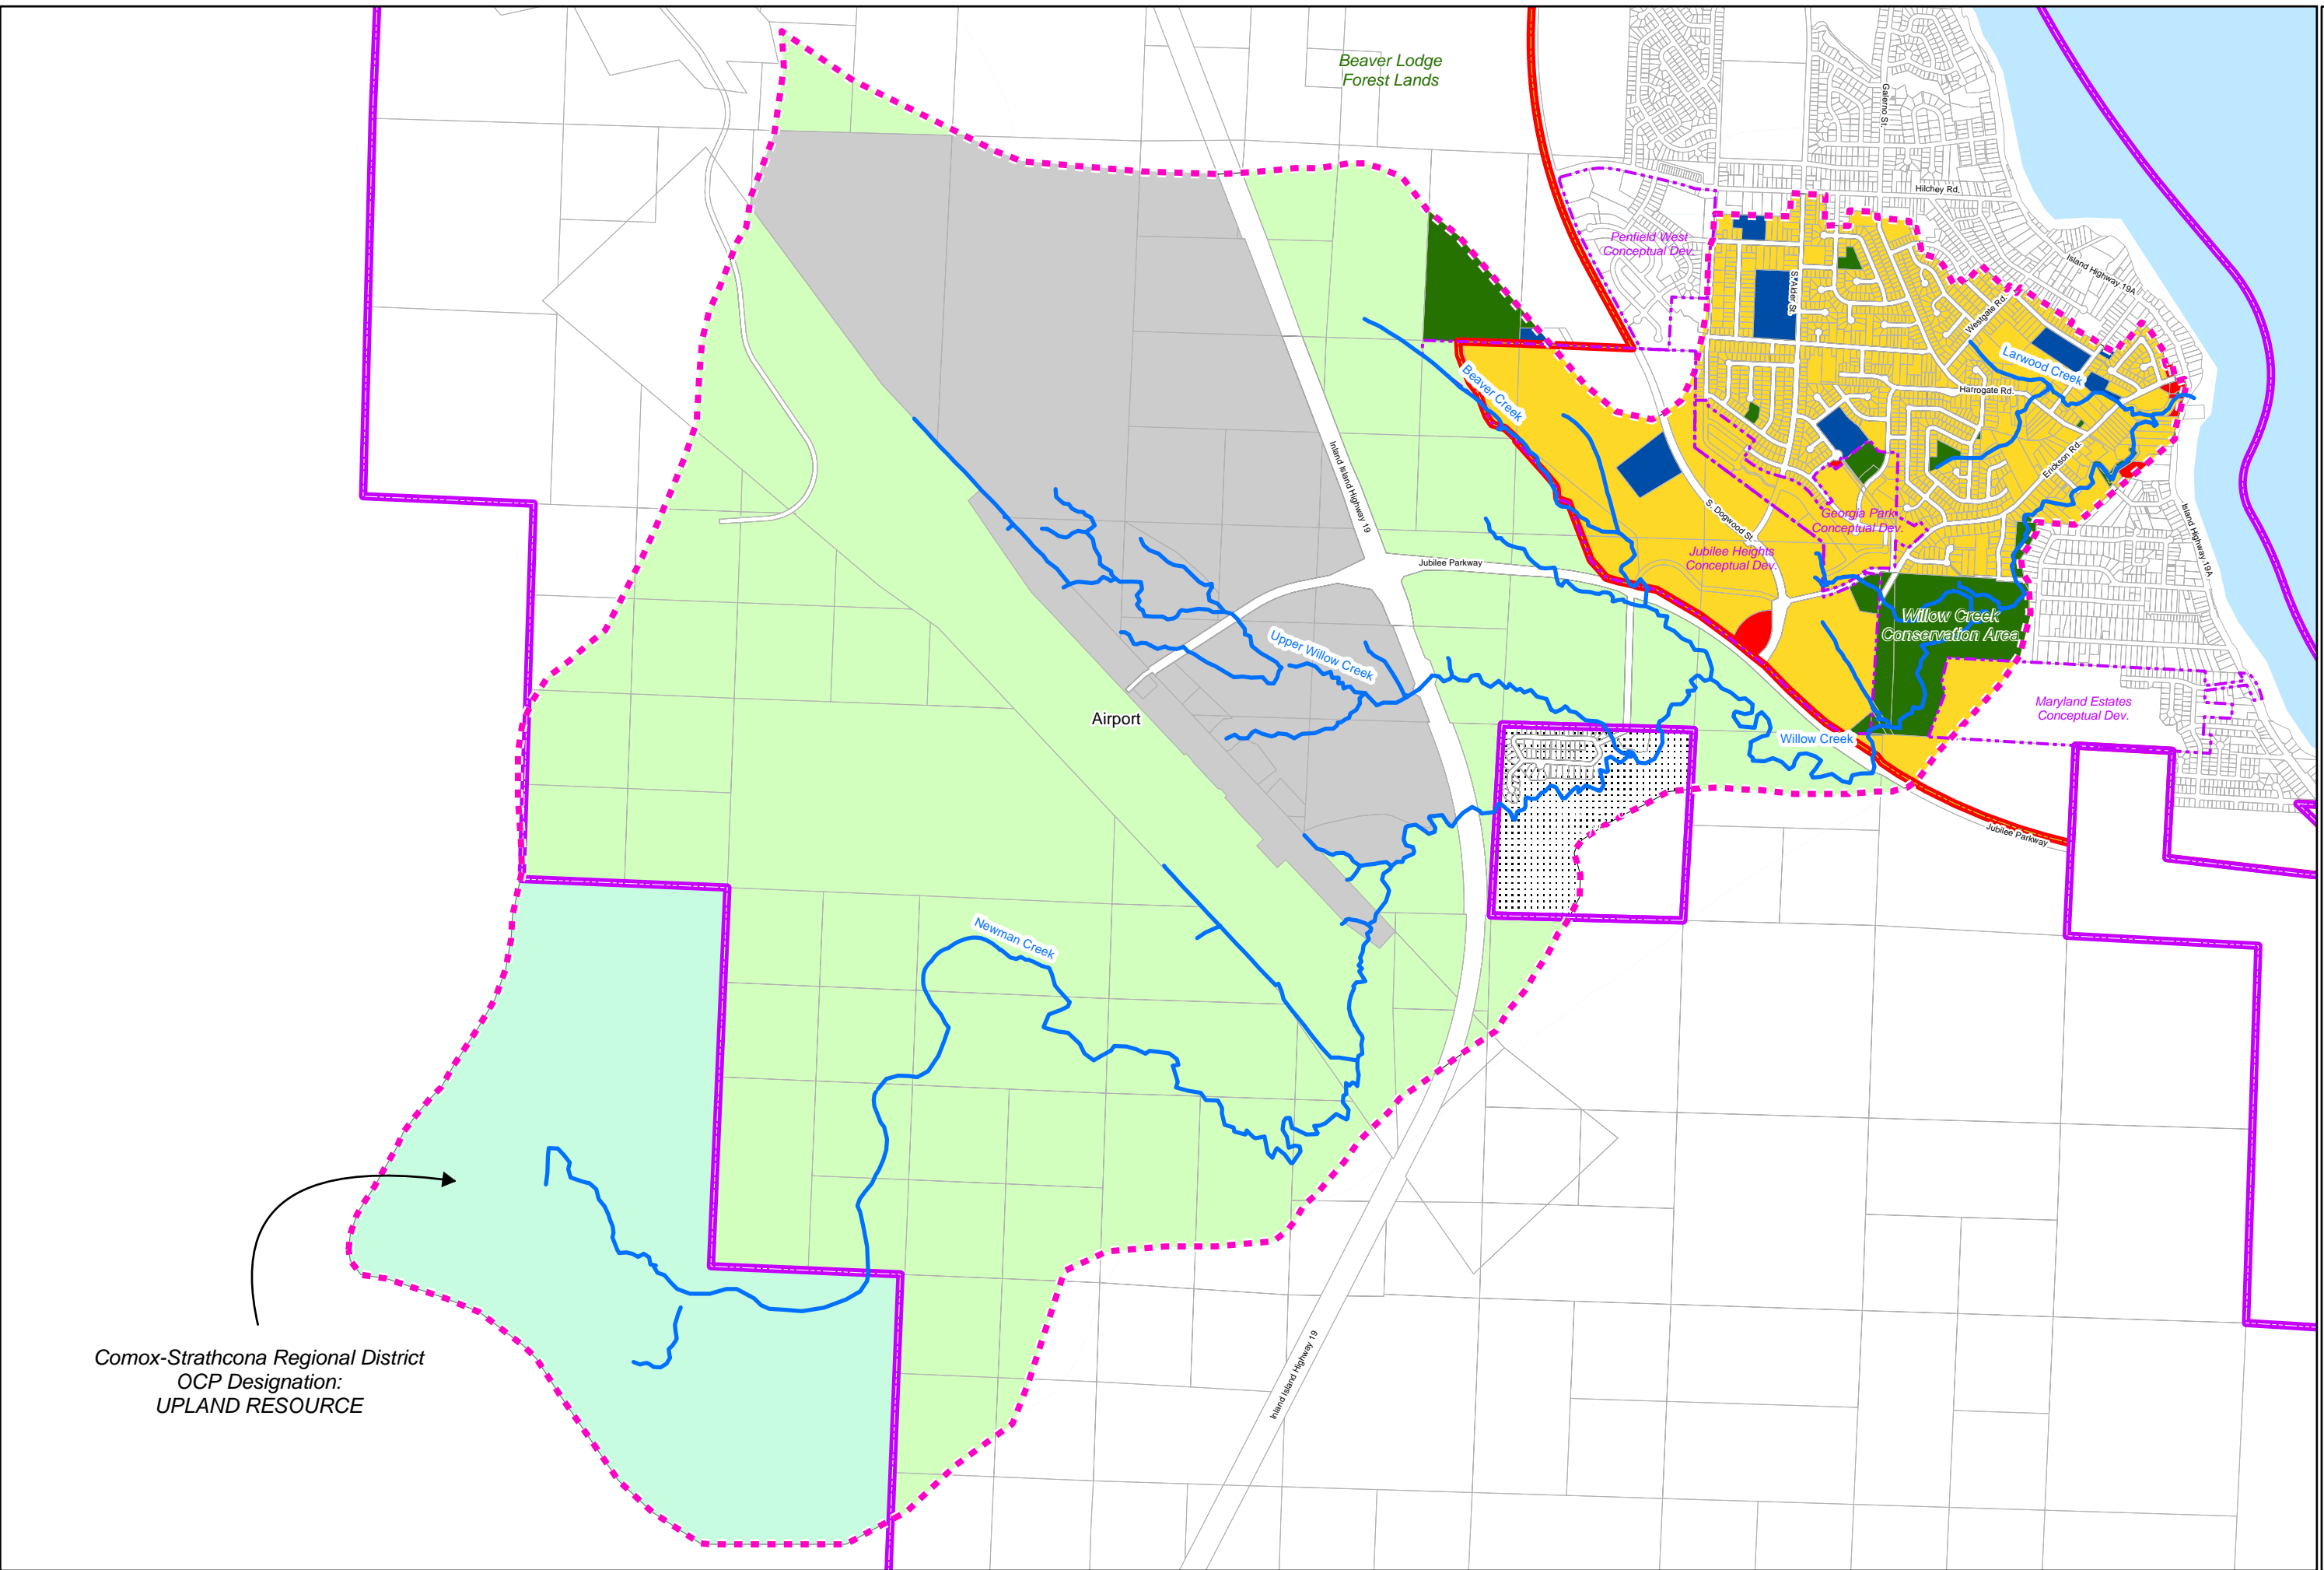 Beaver Lodge
Forest Lands
Galerno St.
Hilchey Rd.
Penfield West
Conceptual Dev.
Island Highway 19A
S. Alder St.
Westgate Rd.
Larwood Creek
Harrogate Rd.
Beaver Creek
Inland Island Highway 19
Erickson Rd.
S. Dogwood St.
Georgia Park
Conceptual Dev.
Island Highway 19A
Jubilee Heights
Conceptual Dev.
Jubilee Parkway
Willow Creek
Conservation Area
Upper Willow Creek
Maryland Estates
Conceptual Dev.
Airport
Willow Creek
Jubilee Parkway
Newman Creek
Comox-Strathcona Regional District
OCP Designation:
UPLAND RESOURCE
Inland Island Highway 19